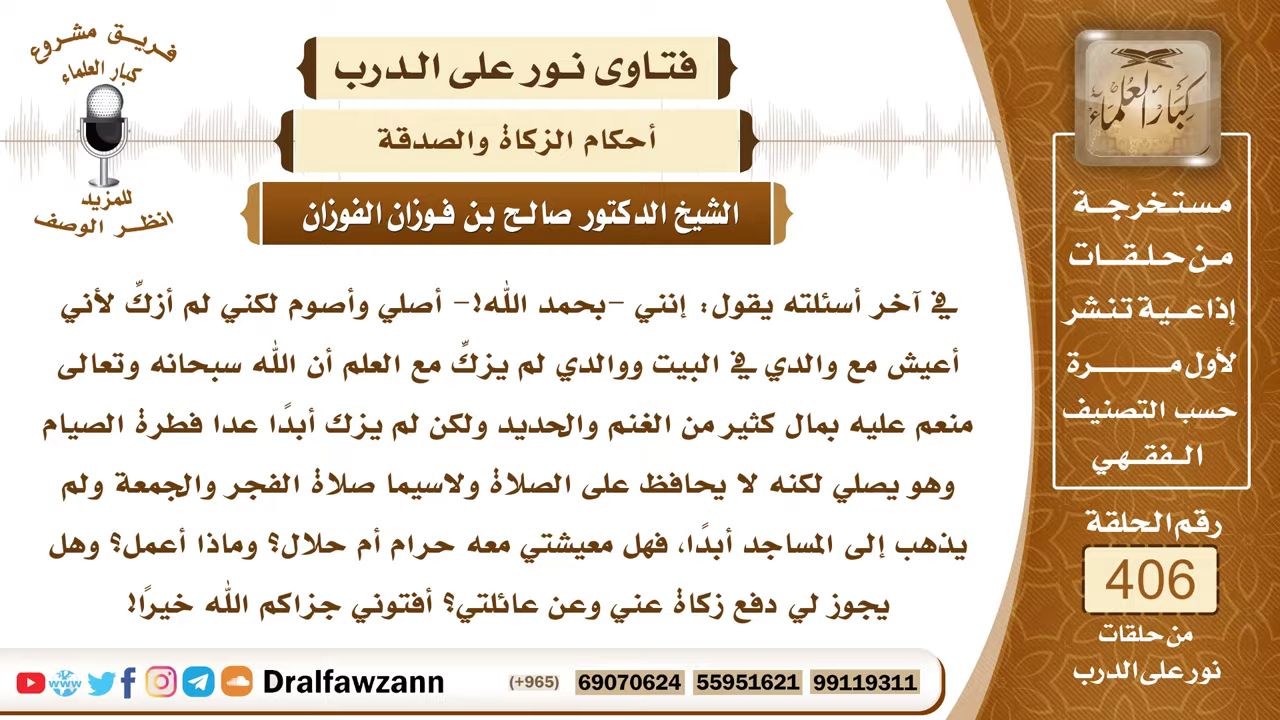 فريق مشروع
كبار العلماء
للمزيد
انظر الوصف
فتاوى نور على الدرب
أحكام الزكاة والصدقة
الشيخ الدكتور صالح بن فوزان الفوزان
في آخر أسئلته يقول: إنني -بحمد الله!- أصلي وأصوم لكني لم أزكِّ لأني
أعيش مع والدي في البيت ووالدي لم يزكِّ مع العلم أن الله سبحانه وتعالى
منعم عليه بمال كثير من الغنم والحديد ولكن لم يزك أبدًا عدا فطرة الصيام
وهو يصلي لكنه لا يحافظ على الصلاة ولاسيما صلاة الفجر والجمعة ولم
يذهب إلى المساجد أبدًا، فهل معيشتي معه حرام أم حلال؟ وماذا أعمل؟ وهل
يجوز لي دفع زكاة عني وعن عائلتي؟ أفتوني جزاكم الله خيرًا!
كبار العلماء
مستخرجة
من حلقات
إذاعية تنشر
لأول مرة
حسب التصنيف
الفقهي
رقم الحلقة
406
من حلقات
نور على الدرب
www
Dralfawzann
(+965) 69070624 55951621 99119311